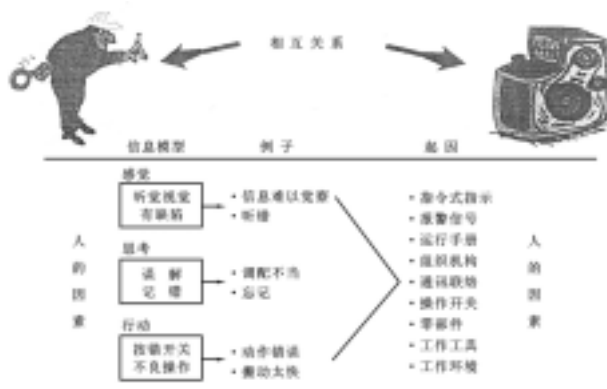 相互关系
信息模型 例子 起因
感觉
听觉视觉
有缺陷
• 信息难以觉察
• 听错
思考
误解
记错
• 调配不当
• 忘记
行动
按错开关
不良操作
• 动作错误
• 搬动太快
人的因素
• 指令式指示
• 报警信号
• 运行手册
• 组织机构
• 通讯联络
• 操作开关
• 零部件
• 工作工具
• 工作环境
人的因素